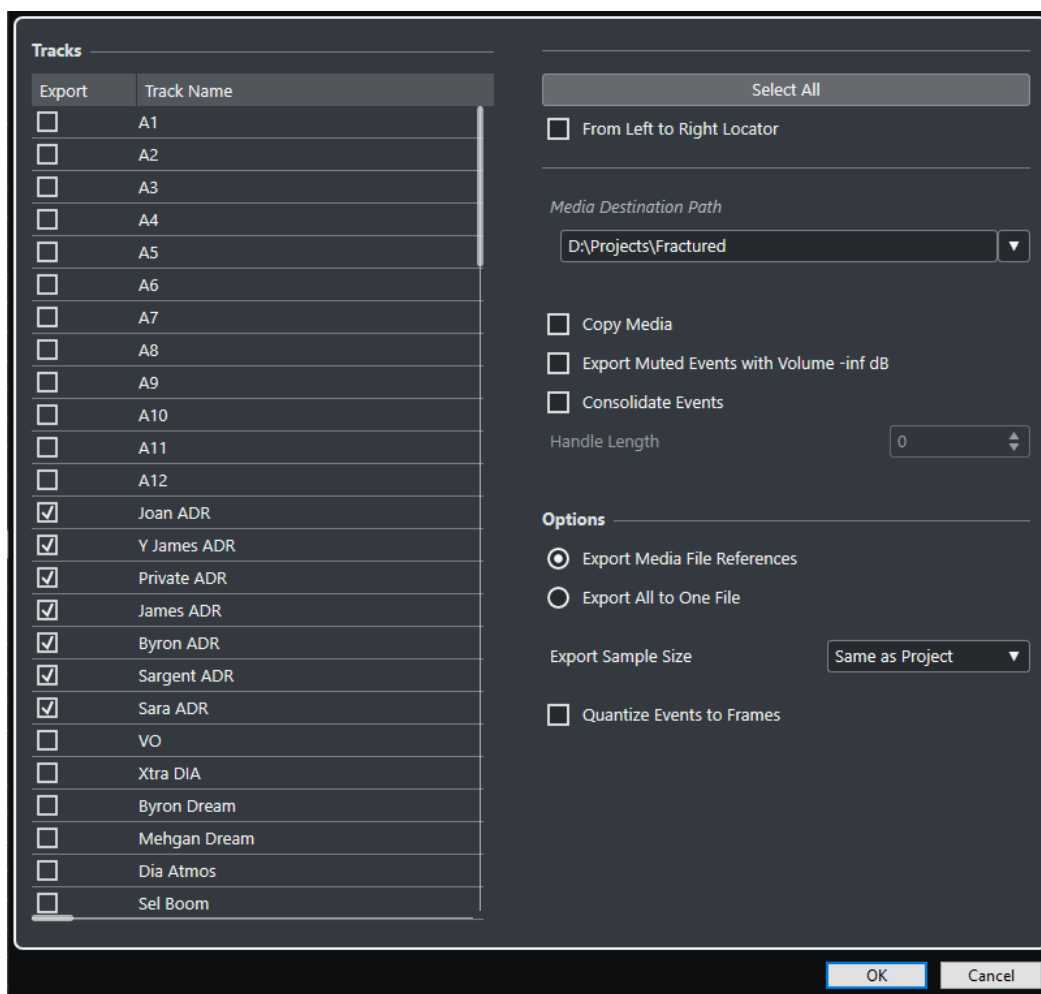 Tracks
Export Track Name
A1
A2
A3
A4
A5
A6
A7
A8
A9
A10
A11
A12
Joan ADR
Y James ADR
Private ADR
James ADR
Byron ADR
Sargent ADR
Sara ADR
VO
Xtra DIA
Byron Dream
Mehgan Dream
Dia Atmos
Sel Boom
Select All
From Left to Right Locator
Media Destination Path
D:\Projects\Fractured
Copy Media
Export Muted Events with Volume -inf dB
Consolidate Events
Handle Length 0
Options
Export Media File References
Export All to One File
Export Sample Size Same as Project
Quantize Events to Frames
OK Cancel